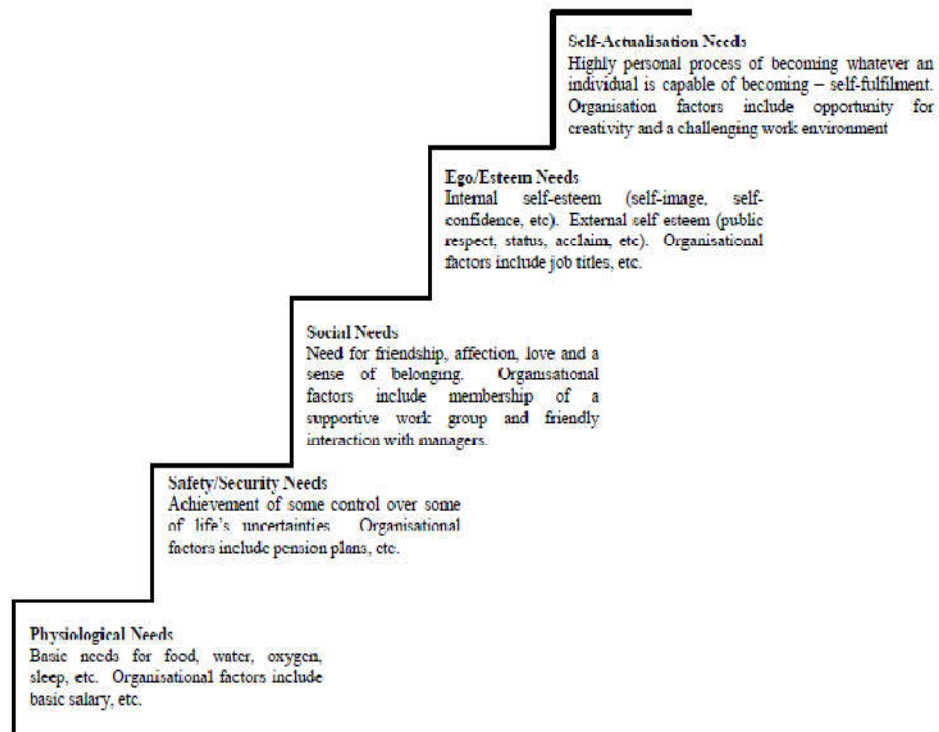 Self-Actualisation Needs
Highly personal process of becoming whatever an
individual is capable of becoming – self-fulfilment.
Organisation factors include opportunity for
creativity and a challenging work environment
Ego/Esteem Needs
Internal self-esteem (self-image, self-
confidence, etc). External self esteem (public
respect, status, acclaim, etc). Organisational
factors include job titles, etc.
Social Needs
Need for friendship, affection, love and a
sense of belonging. Organisational
factors include membership of a
supportive work group and friendly
interaction with managers.
Safety/Security Needs
Achievement of some control over some
of life's uncertainties Organisational
factors include pension plans, etc.
Physiological Needs
Basic needs for food, water, oxygen,
sleep, etc. Organisational factors include
basic salary, etc.